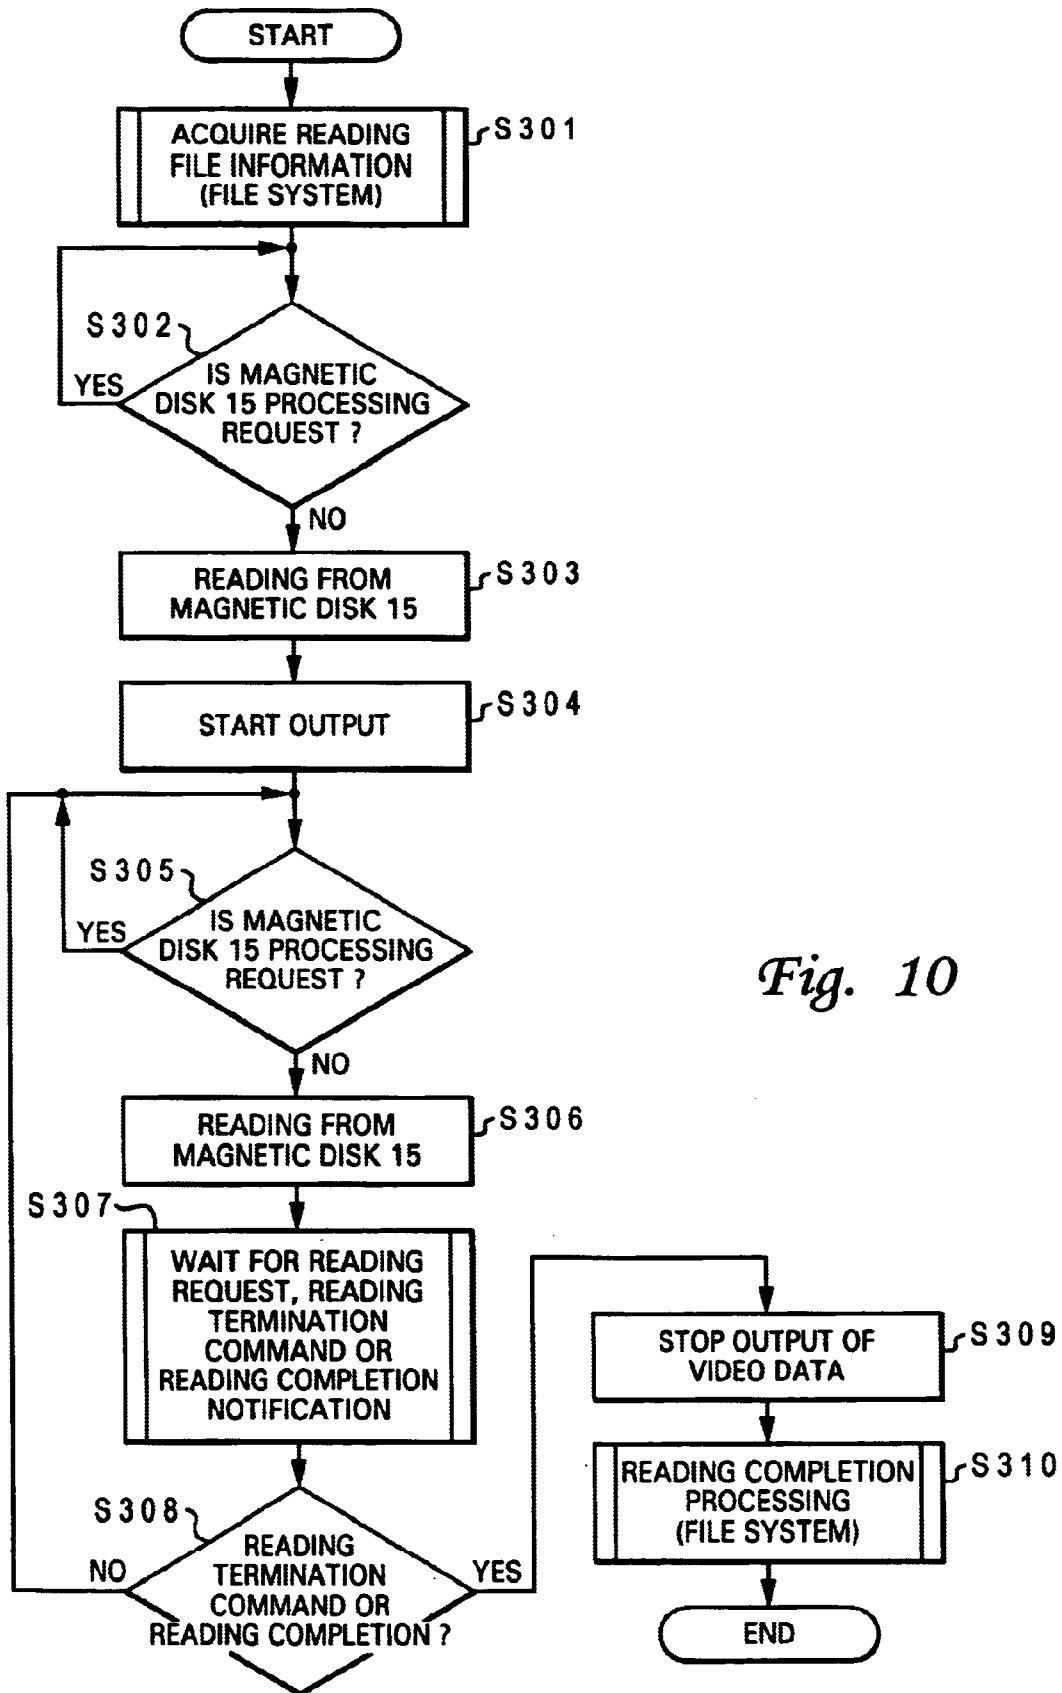 START
ACQUIRE READING
FILE INFORMATION
(FILE SYSTEM)
S301
S302
YES
IS MAGNETIC
DISK 15 PROCESSING
REQUEST ?
NO
READING FROM
MAGNETIC DISK 15
S303
START OUTPUT
S304
S305
YES
IS MAGNETIC
DISK 15 PROCESSING
REQUEST ?
NO
Fig. 10
READING FROM
MAGNETIC DISK 15
S306
S307
WAIT FOR READING
REQUEST, READING
TERMINATION
COMMAND OR
READING COMPLETION
NOTIFICATION
S308
NO
READING
TERMINATION
COMMAND OR
READING COMPLETION ?
YES
STOP OUTPUT OF
VIDEO DATA
S309
READING COMPLETION
PROCESSING
(FILE SYSTEM)
S310
END